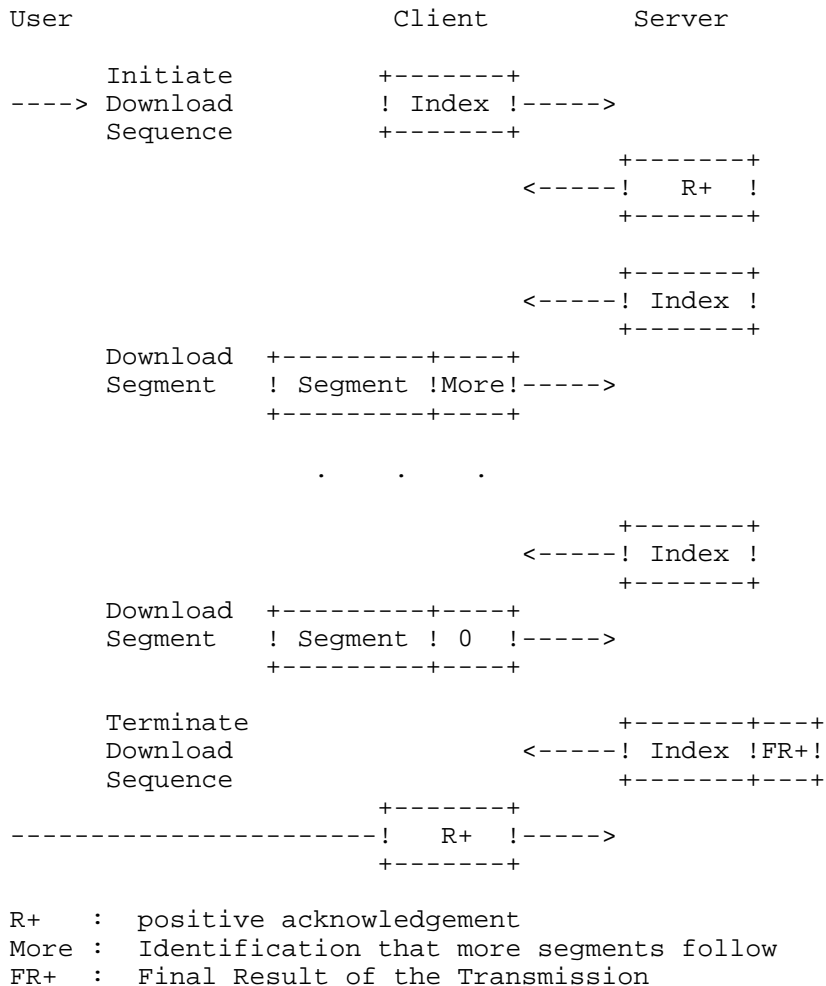 User                    Client         Server

      Initiate         +-------+
----> Download         ! Index !----->
      Sequence         +-------+
                                      +-------+
                                <-----!   R+  !
                                      +-------+

                                      +-------+
                                <-----! Index !
                                      +-------+
      Download  +---------+----+
      Segment   ! Segment !More!----->
                +---------+----+

                   .    .    .

                                      +-------+
                                <-----! Index !
                                      +-------+
      Download  +---------+----+
      Segment   ! Segment ! 0  !----->
                +---------+----+

      Terminate                       +-------+---+
      Download                  <-----! Index !FR+!
      Sequence                        +-------+---+
                       +-------+
-----------------------!   R+  !----->
                       +-------+

R+   :  positive acknowledgement
More :  Identification that more segments follow
FR+  :  Final Result of the Transmission